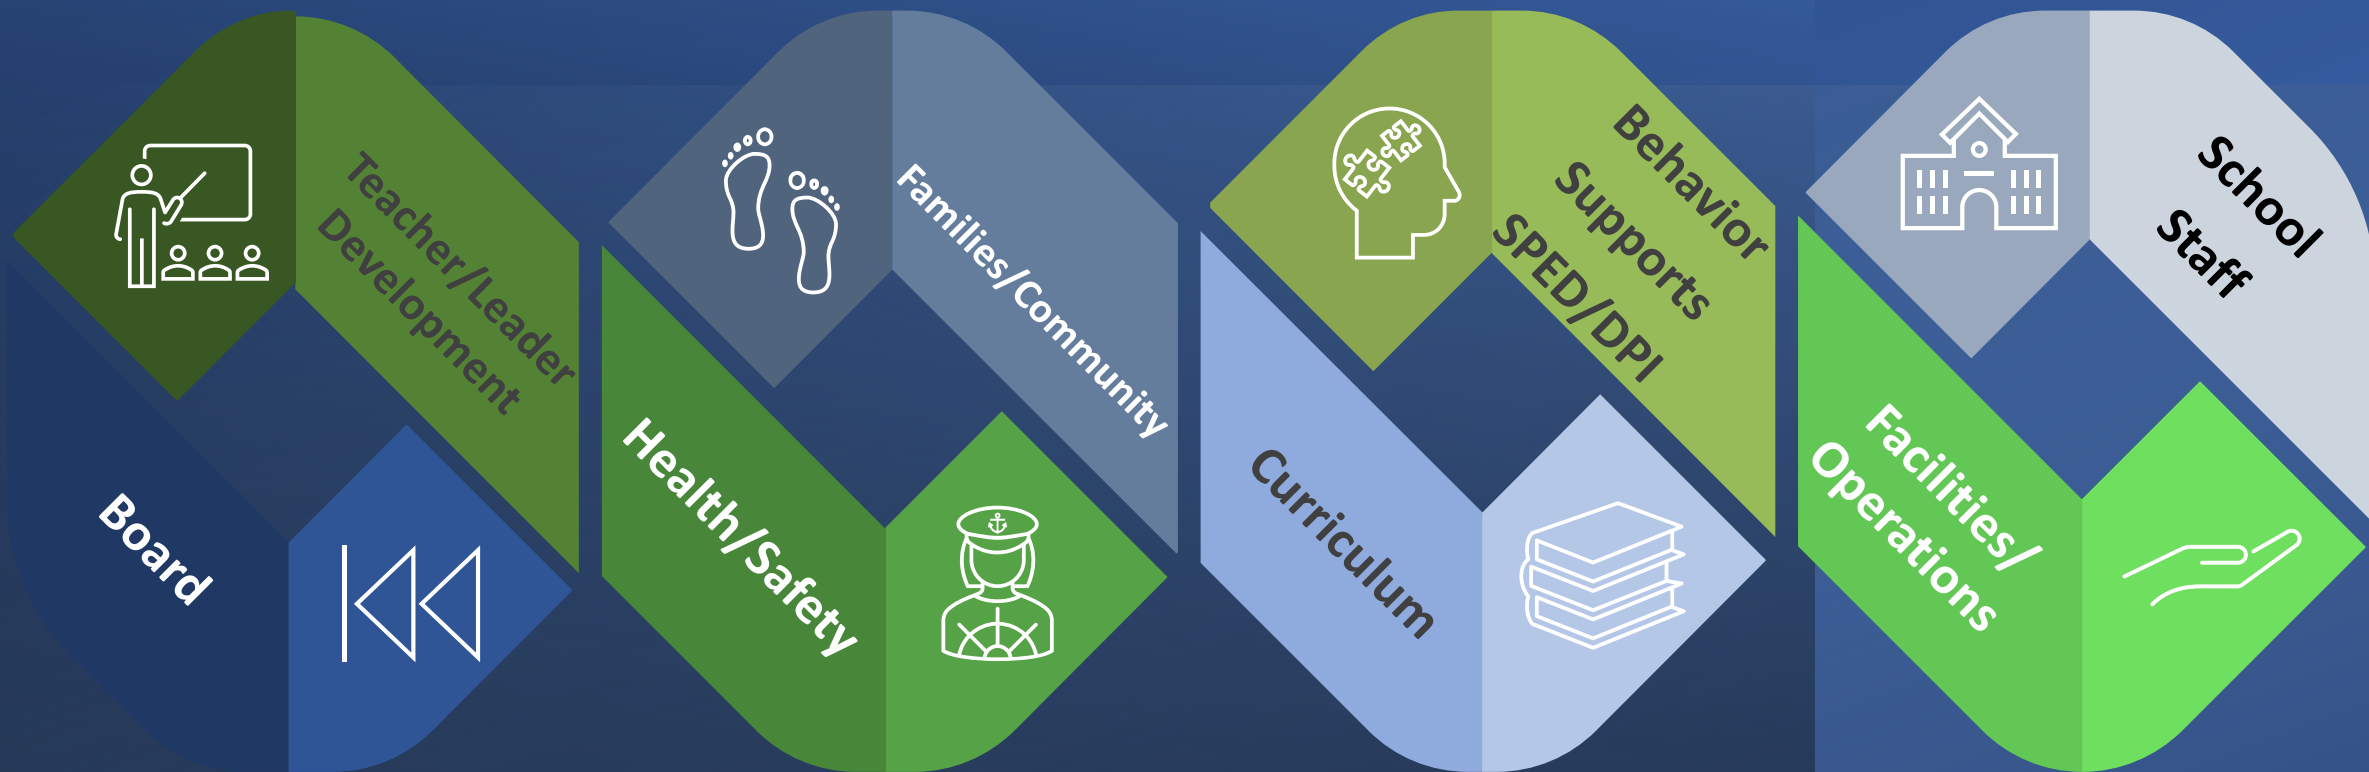 Teacher/Leader
Development
Board
Families/Community
Health/Safety
Behavior
Supports
SPED/DPI
Curriculum
School
Staff
Facilities/
Operations